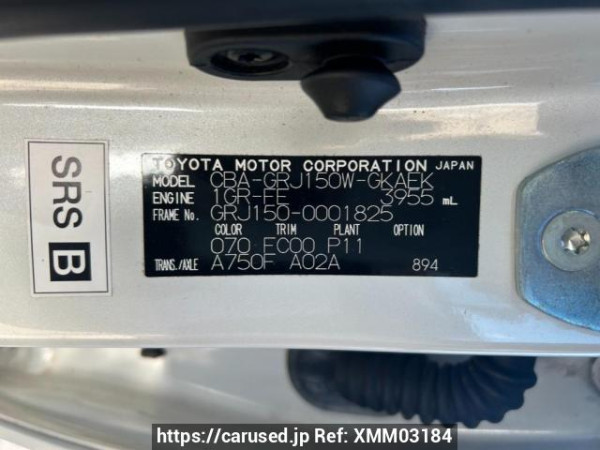 SRS B
TOYOTA MOTOR CORPORATION JAPAN
MODEL CBA-GRJ150W-GKAEK
ENGINE 1GR-FE 3955 mL
FRAME No. GRJ150-0001825
COLOR TRIM PLANT OPTION
070 FC00 P11
TRANS./AXLE A750F A02A 894
https://carused.jp Ref: XMM03184